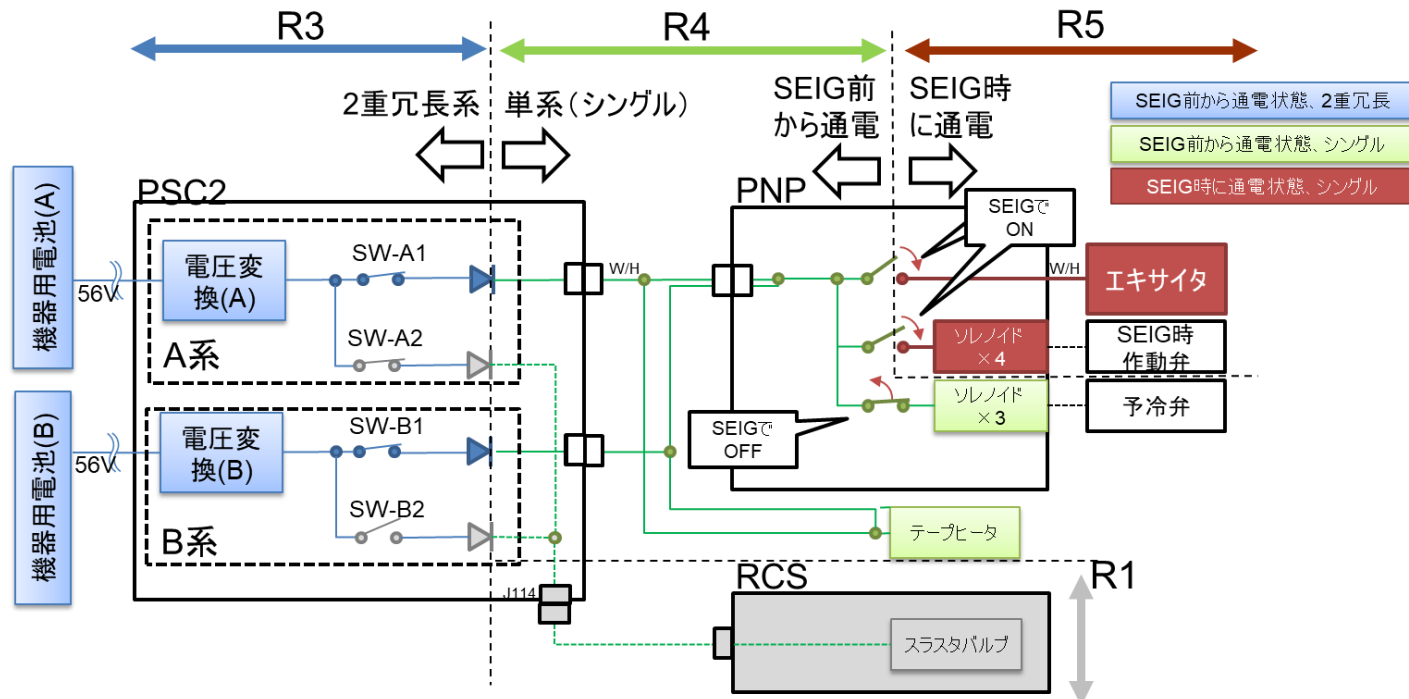 R3
R4
R5
2重冗長系
単系（シングル）
SEIG前
から通電
SEIG時
に通電
SEIG前から通電状態、2重冗長
SEIG前から通電状態、シングル
SEIG時に通電状態、シングル
機器用電池(A)
56V
PSC2
電圧変
換(A)
SW-A1
SW-A2
A系
W/H
PNP
SEIGで
ON
W/H
エキサイタ
ソレノイド
×4
SEIG時
作動弁
ソレノイド
×3
予冷弁
SEIGで
OFF
機器用電池(B)
56V
電圧変
換(B)
SW-B1
SW-B2
B系
テープヒータ
J114
RCS
R1
スラスタバルブ